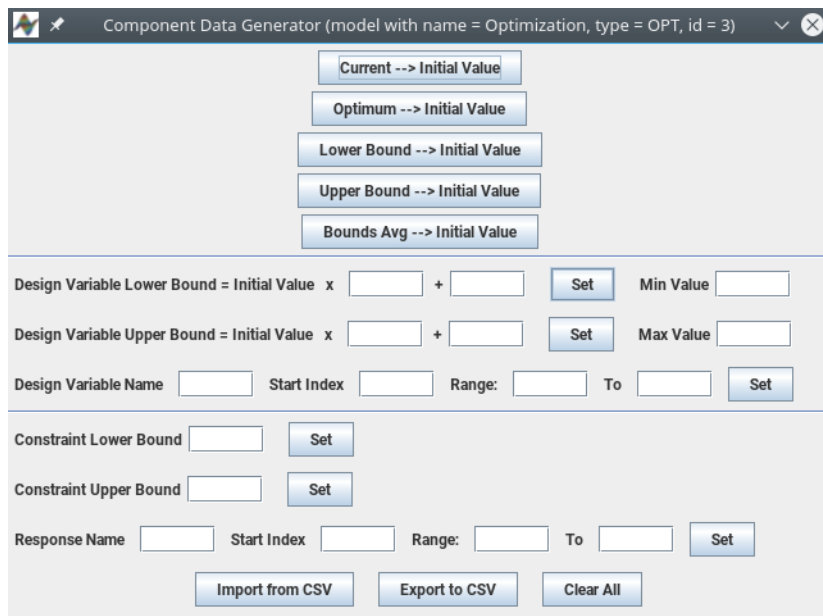 Component Data Generator (model with name = Optimization, type = OPT, id = 3)
Current --> Initial Value
Optimum --> Initial Value
Lower Bound --> Initial Value
Upper Bound --> Initial Value
Bounds Avg --> Initial Value
Design Variable Lower Bound = Initial Value x + Set Min Value
Design Variable Upper Bound = Initial Value x + Set Max Value
Design Variable Name Start Index Range: To Set
Constraint Lower Bound Set
Constraint Upper Bound Set
Response Name Start Index Range: To Set
Import from CSV Export to CSV Clear All